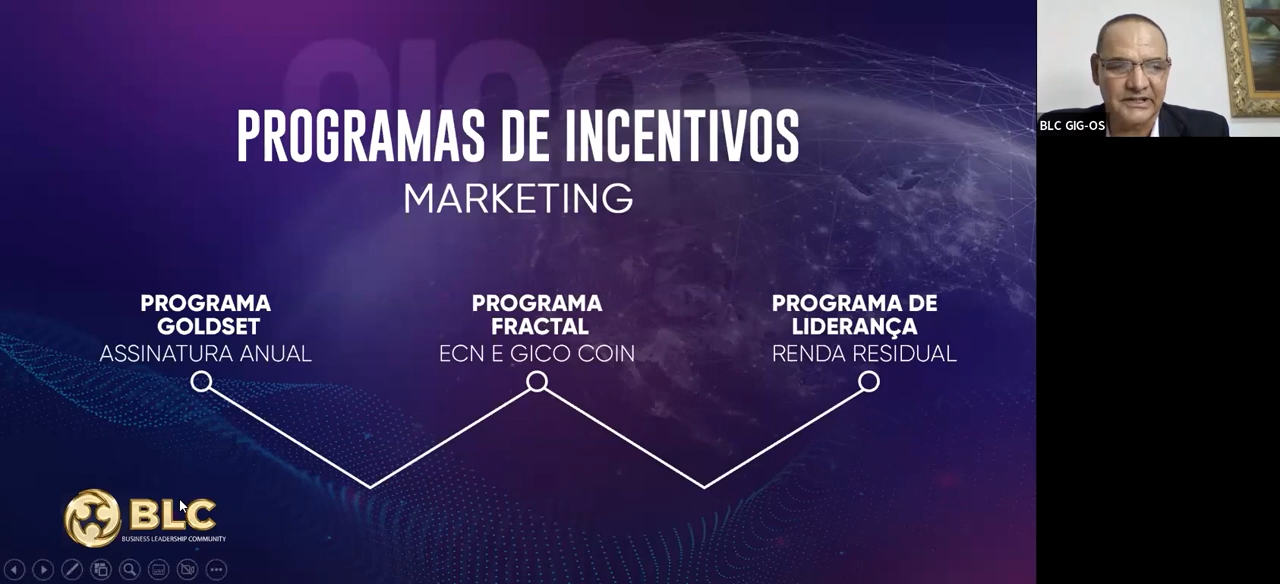 PROGRAMAS DE INCENTIVOS
MARKETING
PROGRAMA
GOLDSET
ASSINATURA ANUAL
PROGRAMA
FRACTAL
ECN E GICO COIN
PROGRAMA DE
LIDERANÇA
RENDA RESIDUAL
BLC
BUSINESS LEADERSHIP COMMUNITY
BLC GIG-OS